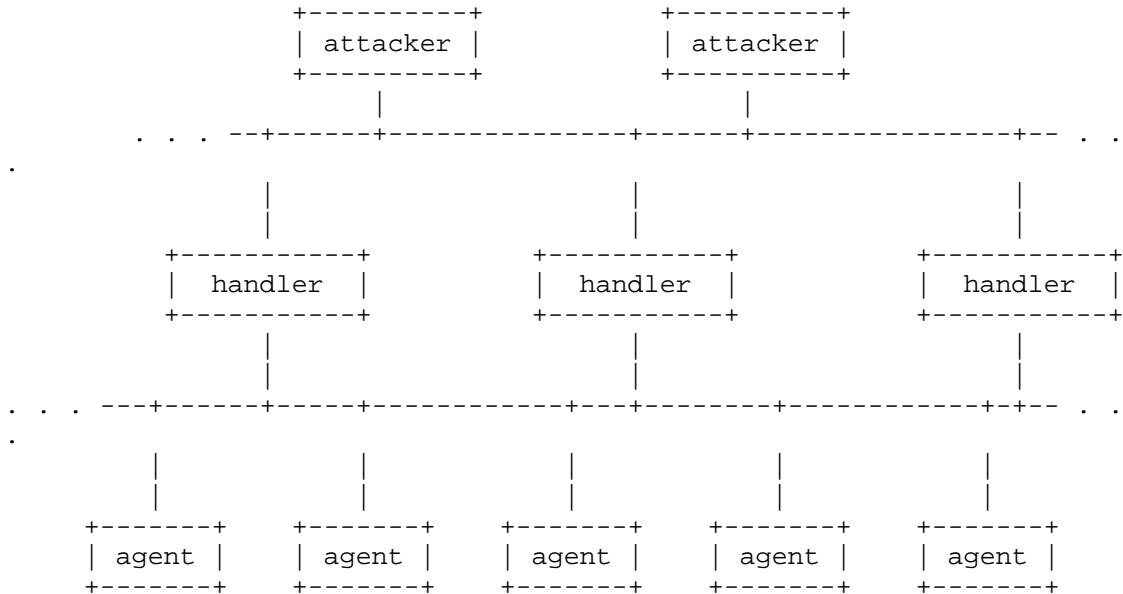 +----------+            +----------+
            | attacker |            | attacker |
            +----------+            +----------+
                 |                       |
  . . . --+------+---------------+------+----------------+-- . .
.
          |                      |                       |
          |                      |                       |
    +-----------+          +-----------+           +-----------+
    |  handler  |          |  handler  |           |  handler  |
    +-----------+          +-----------+           +-----------+
          |                      |                       |
          |                      |                       |
. . . ---+------+-----+------------+---+--------+------------+-+-- . .
.
         |            |            |            |            |
         |            |            |            |            |
     +-------+    +-------+    +-------+    +-------+    +-------+
     | agent |    | agent |    | agent |    | agent |    | agent |
     +-------+    +-------+    +-------+    +-------+    +-------+